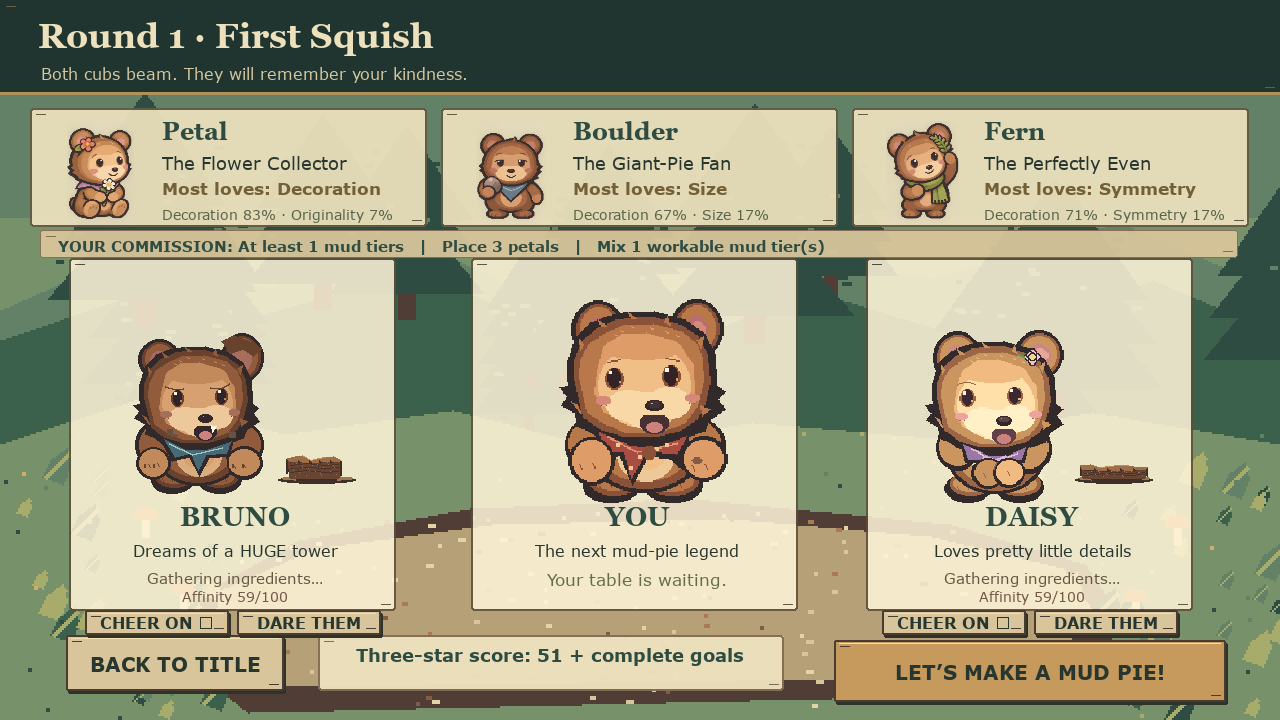 Round 1 · First Squish
Both cubs beam. They will remember your kindness.
Petal
The Flower Collector
Most loves: Decoration
Decoration 83% · Originality 7%
Boulder
The Giant-Pie Fan
Most loves: Size
Decoration 67% · Size 17%
Fern
The Perfectly Even
Most loves: Symmetry
Decoration 71% · Symmetry 17%
YOUR COMMISSION: At least 1 mud tiers | Place 3 petals | Mix 1 workable mud tier(s)
BRUNO
Dreams of a HUGE tower
Gathering ingredients...
Affinity 59/100
CHEER ON □
DARE THEM
YOU
The next mud-pie legend
Your table is waiting.
DAISY
Loves pretty little details
Gathering ingredients...
Affinity 59/100
CHEER ON □
DARE THEM
BACK TO TITLE
Three-star score: 51 + complete goals
LET'S MAKE A MUD PIE!